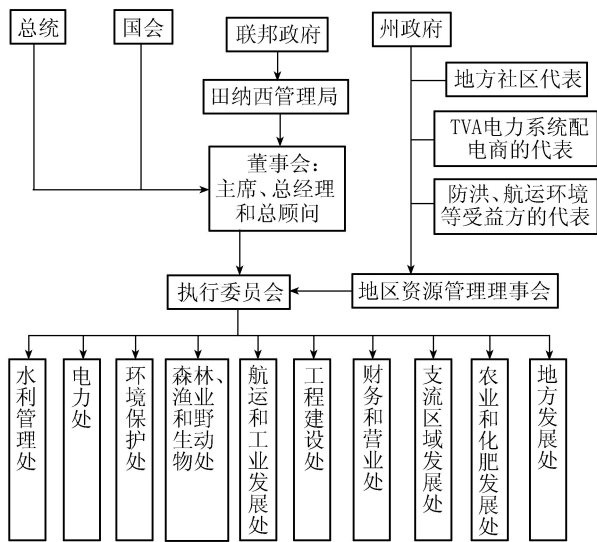 总统
国会
联邦政府
州政府
田纳西管理局
地方社区代表
TVA电力系统配
电商的代表
董事会：
主席、总经理
和总顾问
防洪、航运环境
等受益方的代表
执行委员会
地区资源管理理事会
水利管理处
电力处
环境保护处
森林、
渔业
和野
生动
物处
航运和工业发展处
工程建设处
财务和营业处
支流区域发展处
农业和化肥发展处
地方发展处